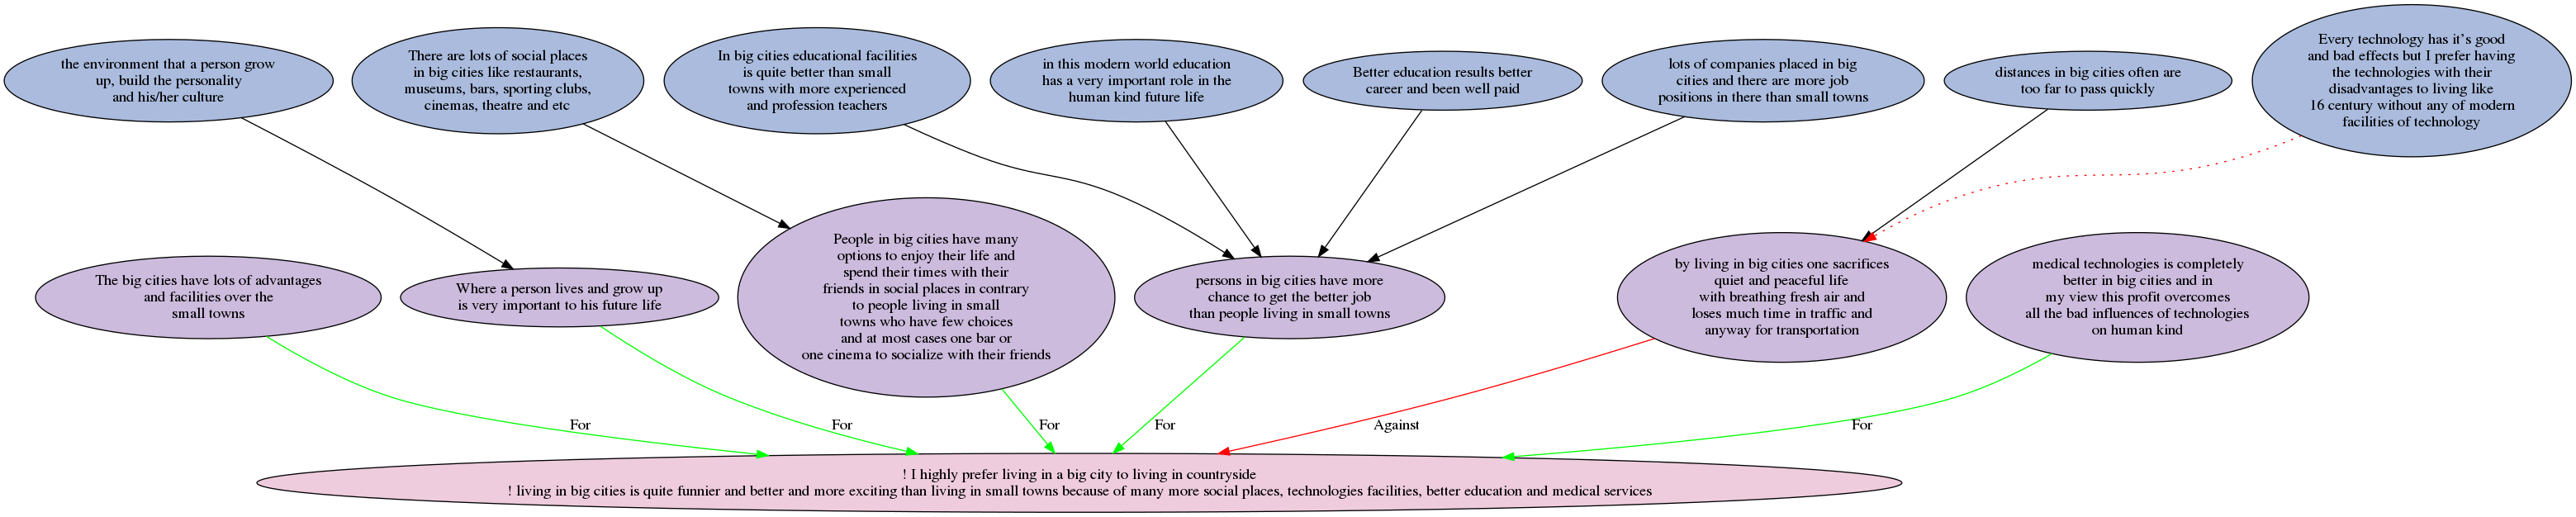 the environment that a person grow
up, build the personality
and his/her culture
There are lots of social places
in big cities like restaurants,
museums, bars, sporting clubs,
cinemas, theatre and etc
In big cities educational facilities
is quite better than small
towns with more experienced
and profession teachers
in this modern world education
has a very important role in the
human kind future life
Better education results better
career and been well paid
lots of companies placed in big
cities and there are more job
positions in there than small towns
distances in big cities often are
too far to pass quickly
Every technology has it's good
and bad effects but I prefer having
the technologies with their
disadvantages to living like
16 century without any of modern
facilities of technology
The big cities have lots of advantages
and facilities over the
small towns
Where a person lives and grow up
is very important to his future life
People in big cities have many
options to enjoy their life and
spend their times with their
friends in social places in contrary
to people living in small
towns who have few choices
and at most cases one bar or
one cinema to socialize with their friends
persons in big cities have more
chance to get the better job
than people living in small towns
by living in big cities one sacrifices
quiet and peaceful life
with breathing fresh air and
loses much time in traffic and
anyway for transportation
medical technologies is completely
better in big cities and in
my view this profit overcomes
all the bad influences of technologies
on human kind
For
For
For
For
Against
For
! I highly prefer living in a big city to living in countryside
! living in big cities is quite funnier and better and more exciting than living in small towns because of many more social places, technologies facilities, better education and medical services